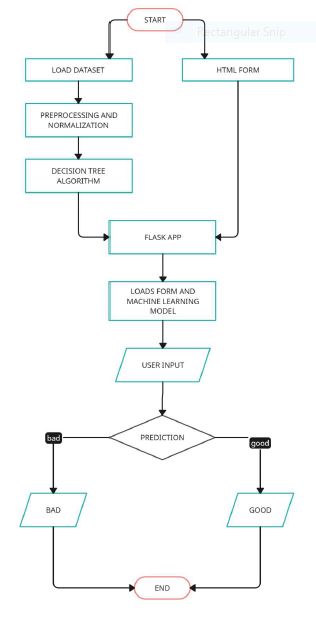 START
Rectangular Snip
LOAD DATASET
HTML FORM
PREPROCESSING AND
NORMALIZATION
DECISION TREE
ALGORITHM
FLASK APP
LOADS FORM AND
MACHINE LEARNING
MODEL
USER INPUT
PREDICTION
bad
good
BAD
GOOD
END